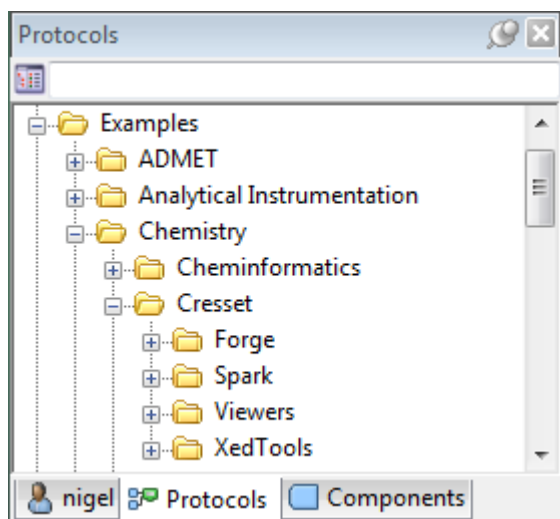 Protocols
Examples
ADMET
Analytical Instrumentation
Chemistry
Cheminformatics
Cresset
Forge
Spark
Viewers
XedTools
nigel Protocols Components